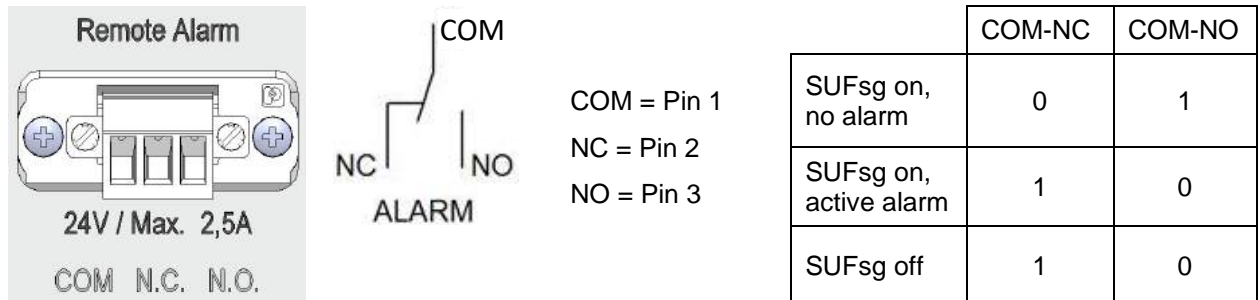 Remote Alarm
24V / Max. 2,5A
COM N.C. N.O.
COM
NC
NO
ALARM
COM = Pin 1
NC = Pin 2
NO = Pin 3
COM-NC COM-NO
SUFsg on,
no alarm
0 1
SUFsg on,
active alarm
1 0
SUFsg off 1 0